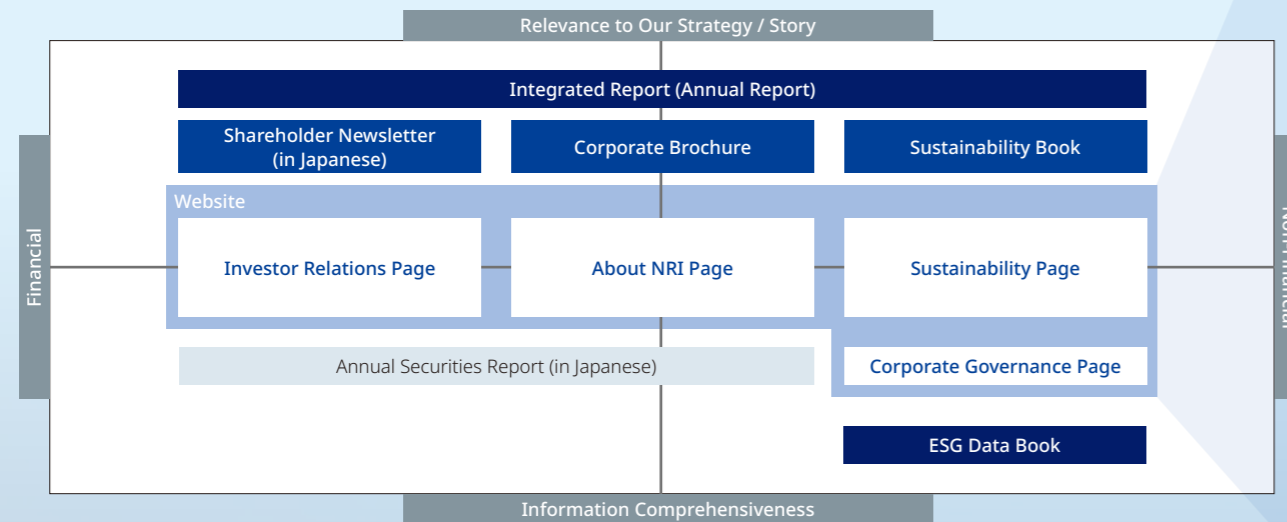 Relevance to Our Strategy / Story
Integrated Report (Annual Report)
Shareholder Newsletter
(in Japanese)
Corporate Brochure
Sustainability Book
Website
Financial
Investor Relations Page
About NRI Page
Sustainability Page
Annual Securities Report (in Japanese)
Corporate Governance Page
ESG Data Book
Information Comprehensiveness